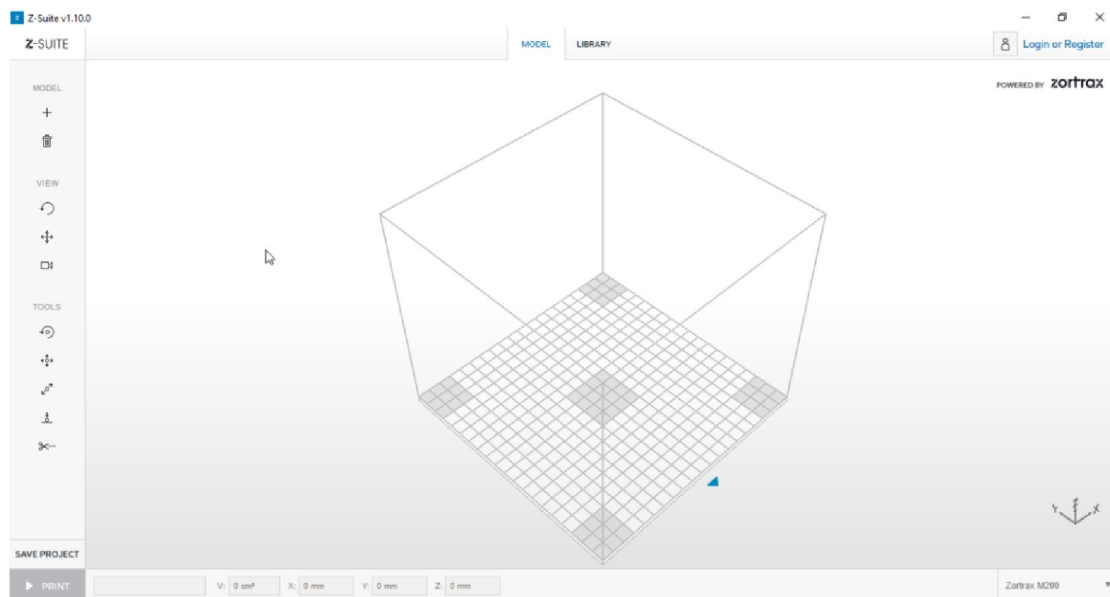 Z-Suite v1.10.0
Z-SUITE
MODEL
LIBRARY
Login or Register
POWERED BY zortrax
MODEL
VIEW
TOOLS
Z
Y
X
SAVE PROJECT
PRINT
V: 0 cm³ X: 0 mm Y: 0 mm Z: 0 mm
Zortrax M200